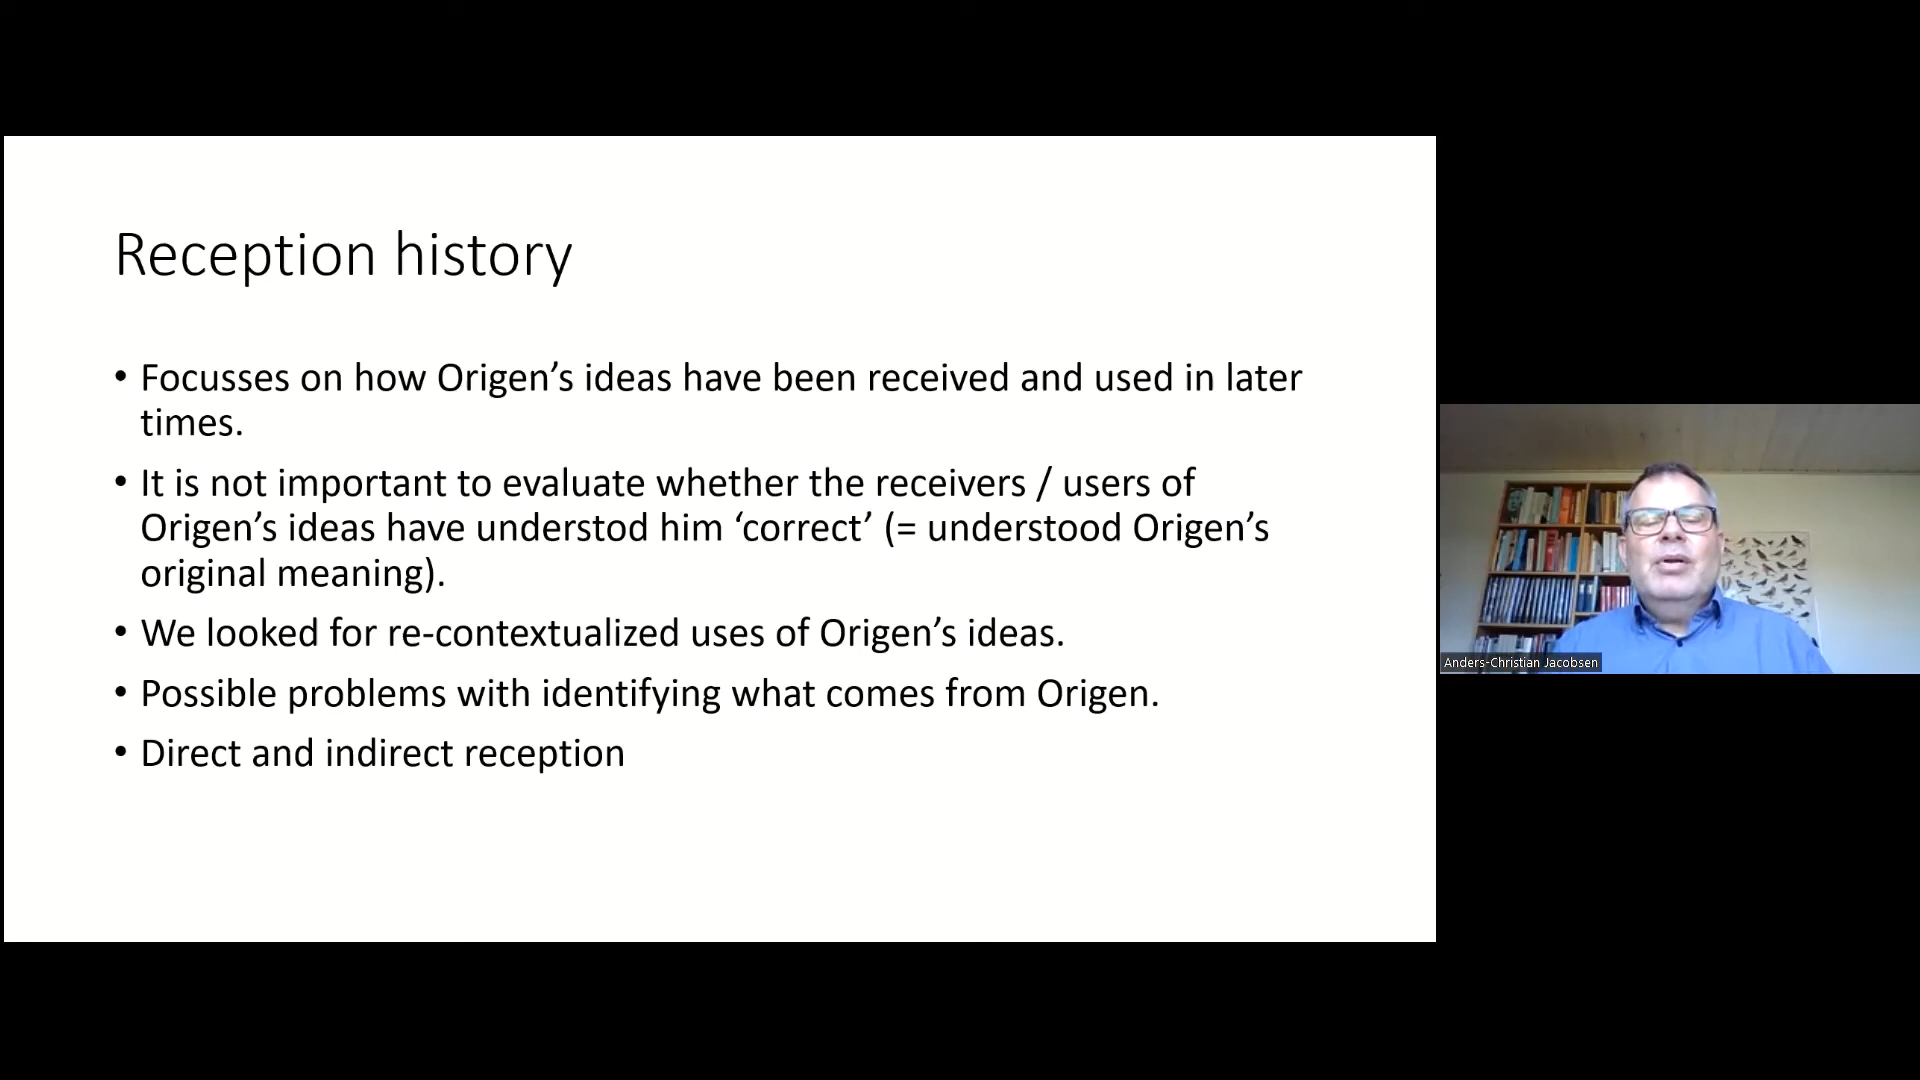 Reception history
• Focusses on how Origen’s ideas have been received and used in later
times.
• It is not important to evaluate whether the receivers / users of
Origen’s ideas have understod him ‘correct’ (= understood Origen’s
original meaning).
• We looked for re-contextualized uses of Origen’s ideas.
• Possible problems with identifying what comes from Origen.
• Direct and indirect reception
Anders-Christian Jacobsen